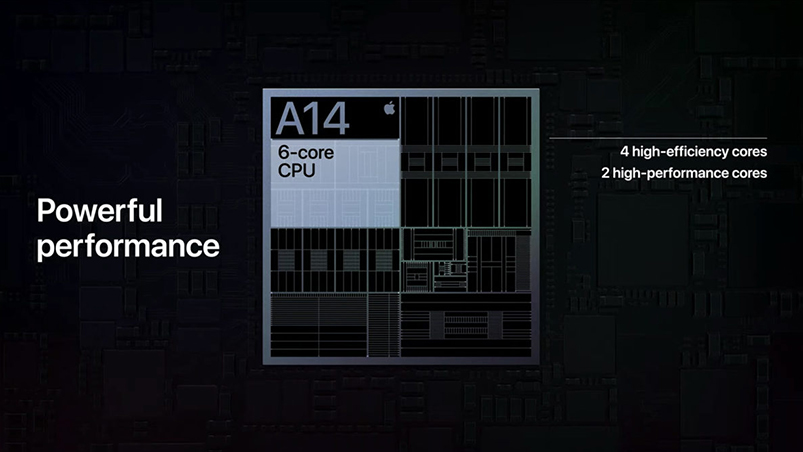 A14
6-core
CPU
4 high-efficiency cores
2 high-performance cores
Powerful
performance